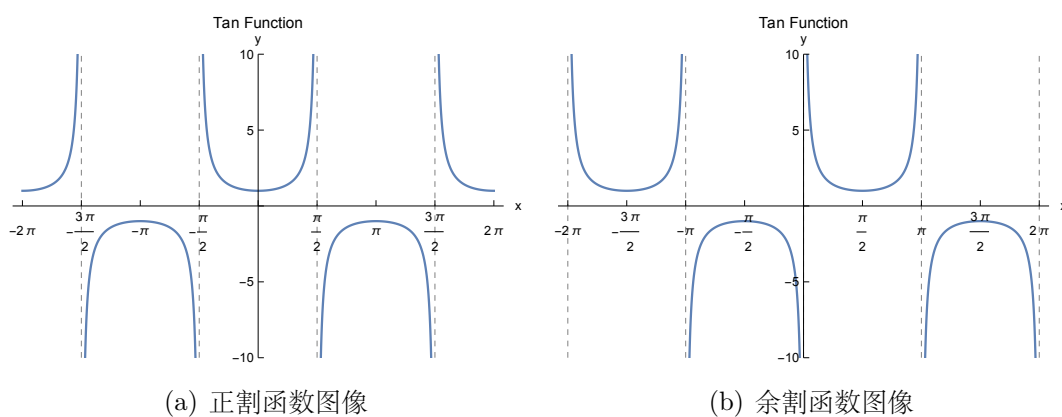 Tan Function
y
10
5
x
−2 π
−3 π/2
−π
−π/2
π/2
π
3 π/2
2 π
−5
−10
(a) 正割函数图像
Tan Function
y
10
5
x
−2 π
−3 π/2
−π
−π/2
π/2
π
3 π/2
2 π
−5
−10
(b) 余割函数图像